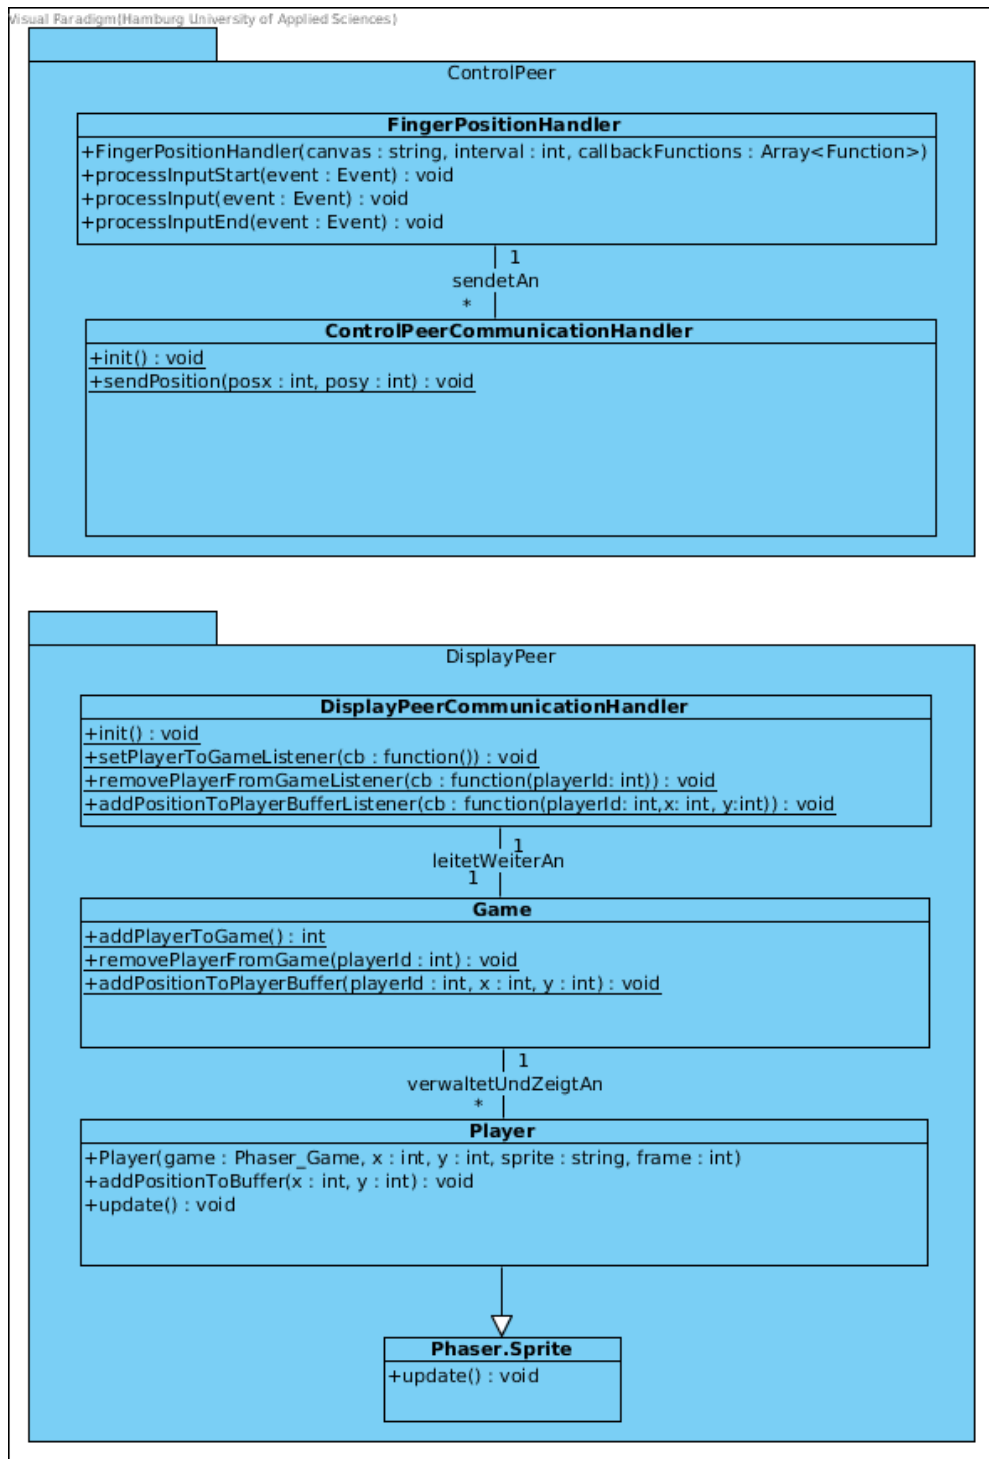 Visual Paradigm(Hamburg University of Applied Sciences)
ControlPeer
FingerPositionHandler
+FingerPositionHandler(canvas : string, interval : int, callbackFunctions : Array<Function>)
+processInputStart(event : Event) : void
+processInput(event : Event) : void
+processInputEnd(event : Event) : void
1
sendetAn
*
ControlPeerCommunicationHandler
+init() : void
+sendPosition(posx : int, posy : int) : void
DisplayPeer
DisplayPeerCommunicationHandler
+init() : void
+setPlayerToGameListener(cb : function()) : void
+removePlayerFromGameListener(cb : function(playerId: int)) : void
+addPositionToPlayerBufferListener(cb : function(playerId: int,x: int, y:int)) : void
1
leitetWeiterAn
1
Game
+addPlayerToGame() : int
+removePlayerFromGame(playerId : int) : void
+addPositionToPlayerBuffer(playerId : int, x : int, y : int) : void
1
verwaltetUndZeigtAn
*
Player
+Player(game : Phaser_Game, x : int, y : int, sprite : string, frame : int)
+addPositionToBuffer(x : int, y : int) : void
+update() : void
Phaser.Sprite
+update() : void